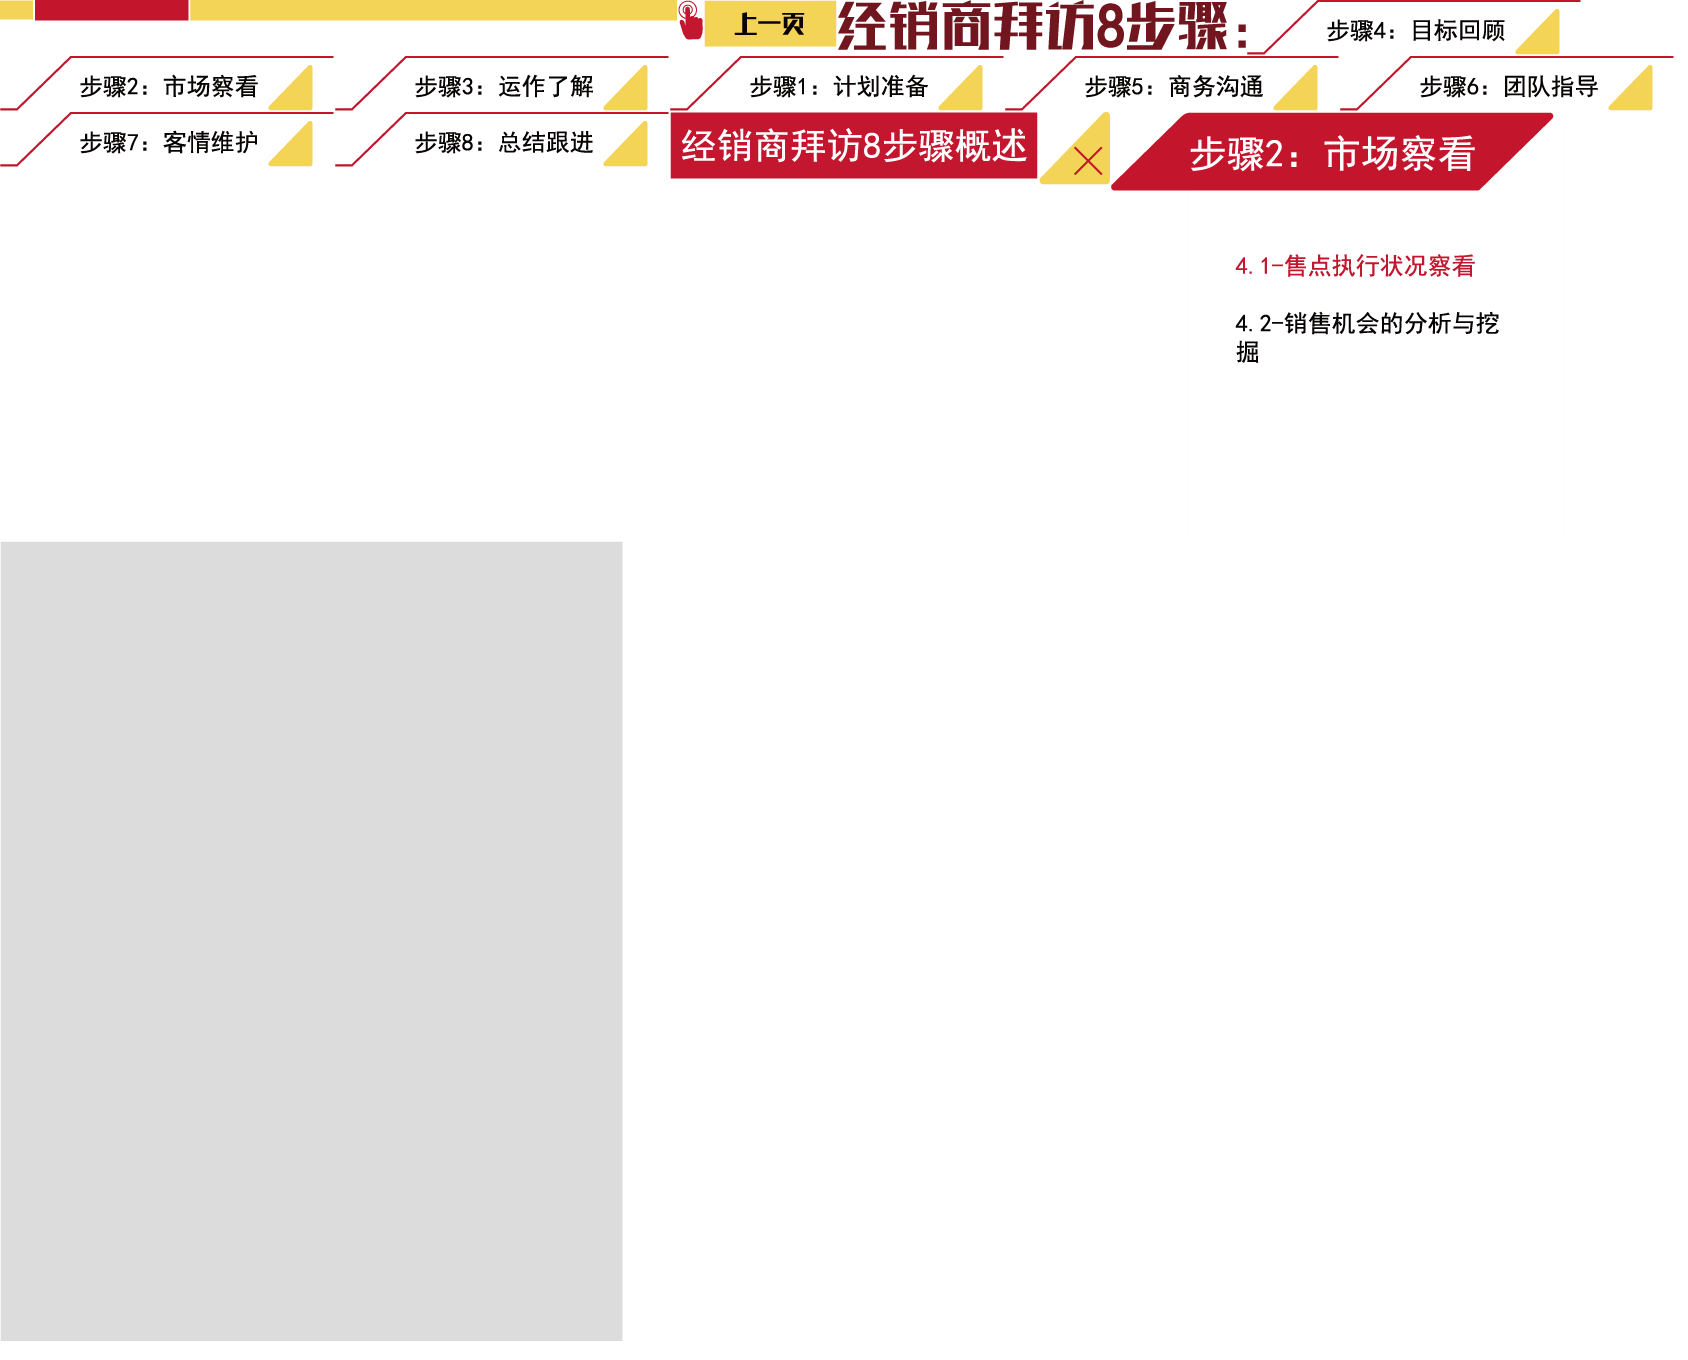 上一页
经销商拜访8步骤：
步骤4：目标回顾
步骤2：市场察看
步骤3：运作了解
步骤1：计划准备
步骤5：商务沟通
步骤6：团队指导
步骤7：客情维护
步骤8：总结跟进
经销商拜访8步骤概述
步骤2：市场察看
4.1-售点执行状况察看
4.2-销售机会的分析与挖
掘